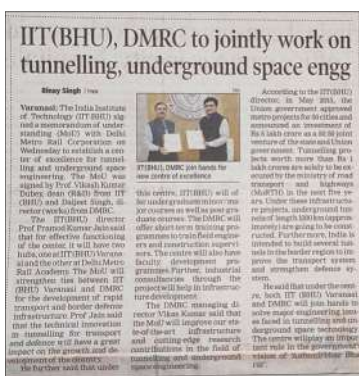 IIT(BHU), DMRC to jointly work on
tunnelling, underground space engg
Binay Singh | TNN
Varanasi: The India Institute
of Technology (IIT BHU) sig
ned a memorandum of under
standing (MoU) with Delhi
Metro Rail Corporation on
Wednesday to establish a cen
ter of excellence for tunnel
ling and underground space
engineering. The MoU was
signed by Prof. Vikash Kumar
Dubey, dean (R&D) from IIT
(BHU) and Daljeet Singh, di
rector (works) from DMRC.
The IIT(BHU) director
Prof Pramod Kumar Jain said
that for effective functioning
of the center, it will have two
hubs, one at IIT(BHU) Varana
si and the other at Delhi Metro
Rail Academy. The MoU will
strengthen ties between IIT
(BHU) Varanasi and DMRC
for the development of rapid
transport and border defence
infrastructure. Prof Jain said
that the technical innovation
in tunnelling for transport
and defence will have a great
impact on the growth and de
velopment of the country.
He further said that under
IIT(BHU), DMRC join hands for
new centre of excellence
this centre, IIT(BHU) will of
fer undergraduate minor/ma
jor courses as well as post gra
duate courses. The DMRC will
offer short term training pro
grammes to train field engine
ers and construction supervi
sors. The centre will also have
faculty development pro
grammes. Further, industrial
consultancies through the
project will help in infrastruc
ture development.
The DMRC managing di
rector Vikas Kumar said that
the MoU will improve our sta
te-of-the-art infrastructure
and cutting-edge research
contributions in the field of
tunnelling and underground
space engineering.
According to the IIT(BHU)
director, in May
Union government approved
metro projects for 50 cities and
announced an investment of
Rs 5 lakh crore as a 50:50 joint
venture of the state and Union
government. Tunnelling pro
jects worth more than Rs 1
lakh crores are solely to be ex
ecuted by the ministry of road
transport and highways
(MoRTH) in the next five ye
ars. Under these infrastructu
re projects, underground tun
nels of length 1000 km (approx
imately) are going to be const
ructed. Further more, India is
intended to build several tun
nels in the border region to im
prove the transport system
and strengthen defence sy
stem.
He said that under the cent
re, both IIT (BHU) Varanasi
and DMRC will join hands to
solve major engineering iss
es faced in tunnelling and un
derground space technology.
The centre will play an impor
tant role in the government's
vision of 'Aatmnirbhar Bha
rat'.